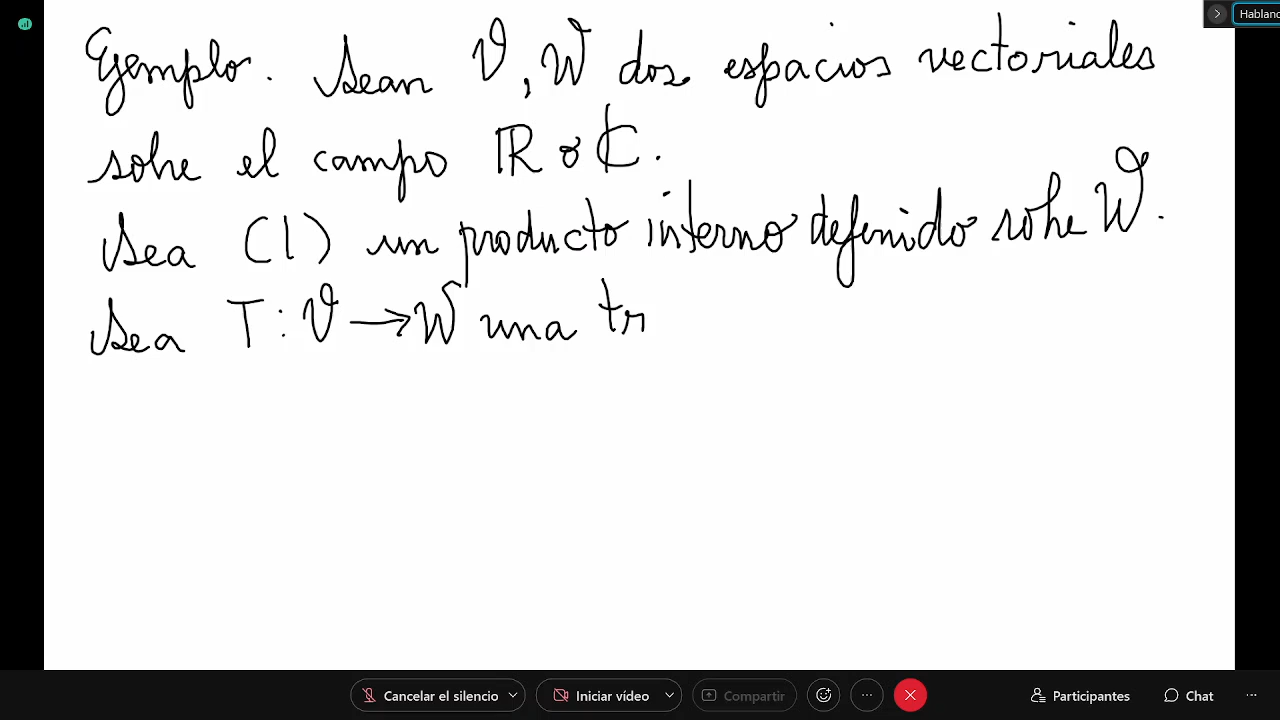 Hablando
Ejemplo. Sean V, W dos espacios vectoriales
sobre el campo ℝ o ℂ.
Sea (|) un producto interno definido sobre W.
Sea T: V → W una tr
Cancelar el silencio
Iniciar vídeo
Compartir
Participantes
Chat